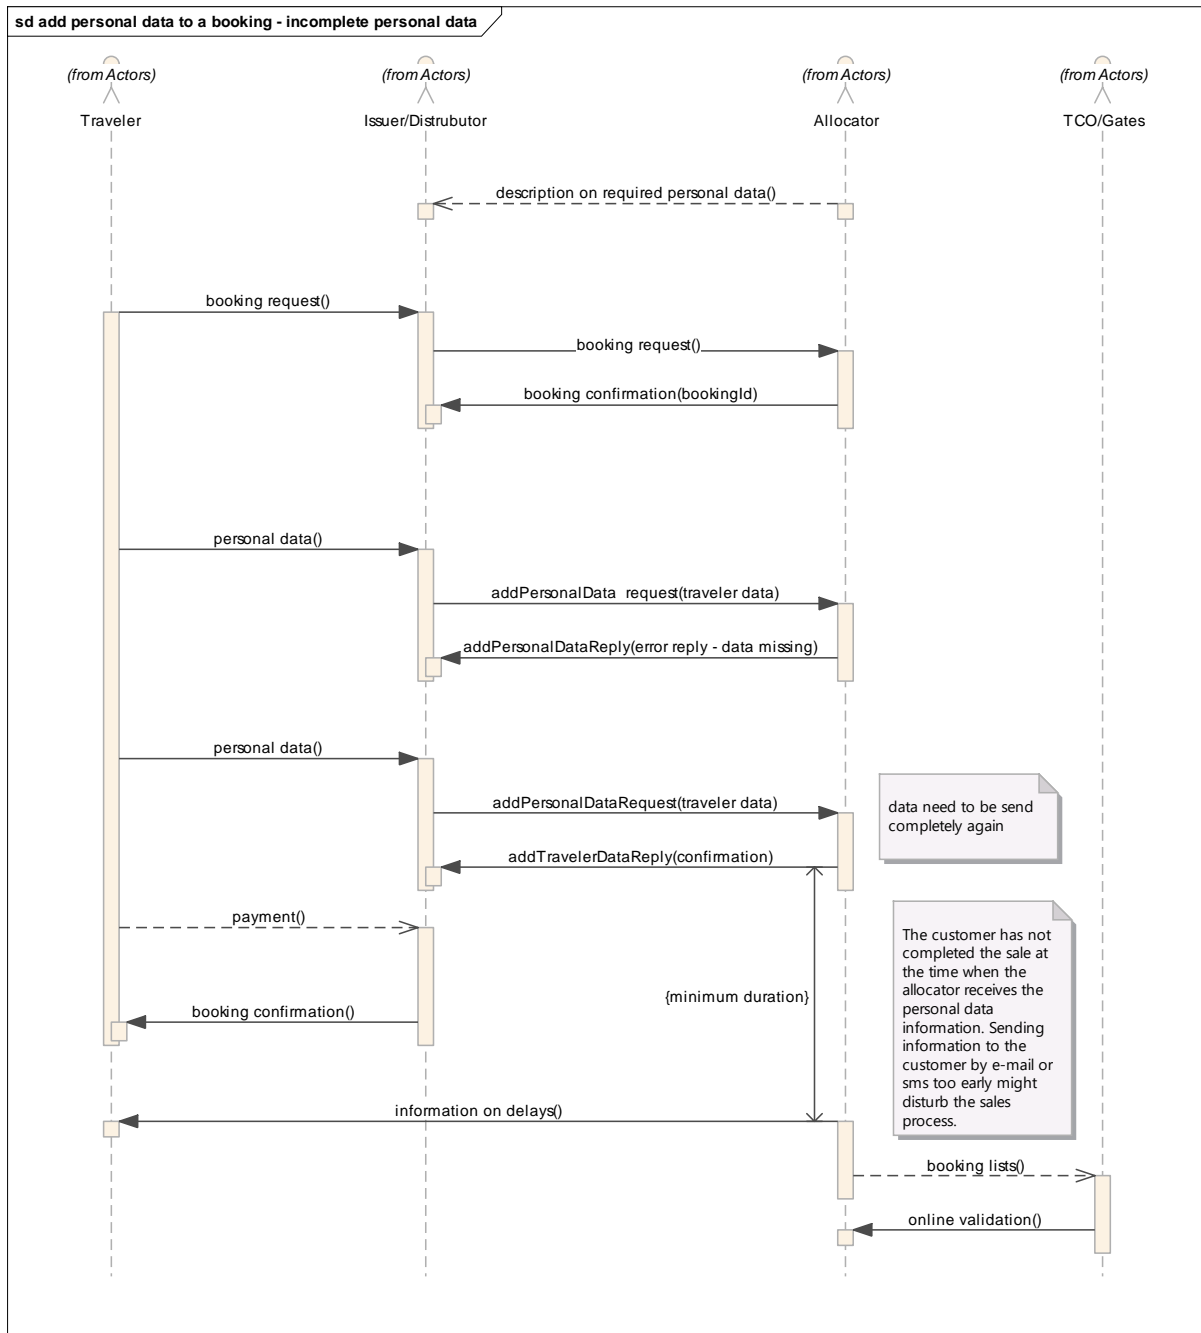 sd add personal data to a booking - incomplete personal data
(from Actors)
(from Actors)
(from Actors)
(from Actors)
Traveler
Issuer/Distrubutor
Allocator
TCO/Gates
description on required personal data()
booking request()
booking request()
booking confirmation(bookingId)
personal data()
addPersonalData  request(traveler data)
addPersonalDataReply(error reply - data missing)
personal data()
addPersonalDataRequest(traveler data)
data need to be send
completely again
addTravelerDataReply(confirmation)
payment()
The customer has not
completed the sale at
the time when the
allocator receives the
personal data
information. Sending
information to the
customer by e-mail or
sms too early might
disturb the sales
process.
{minimum duration}
booking confirmation()
information on delays()
booking lists()
online validation()